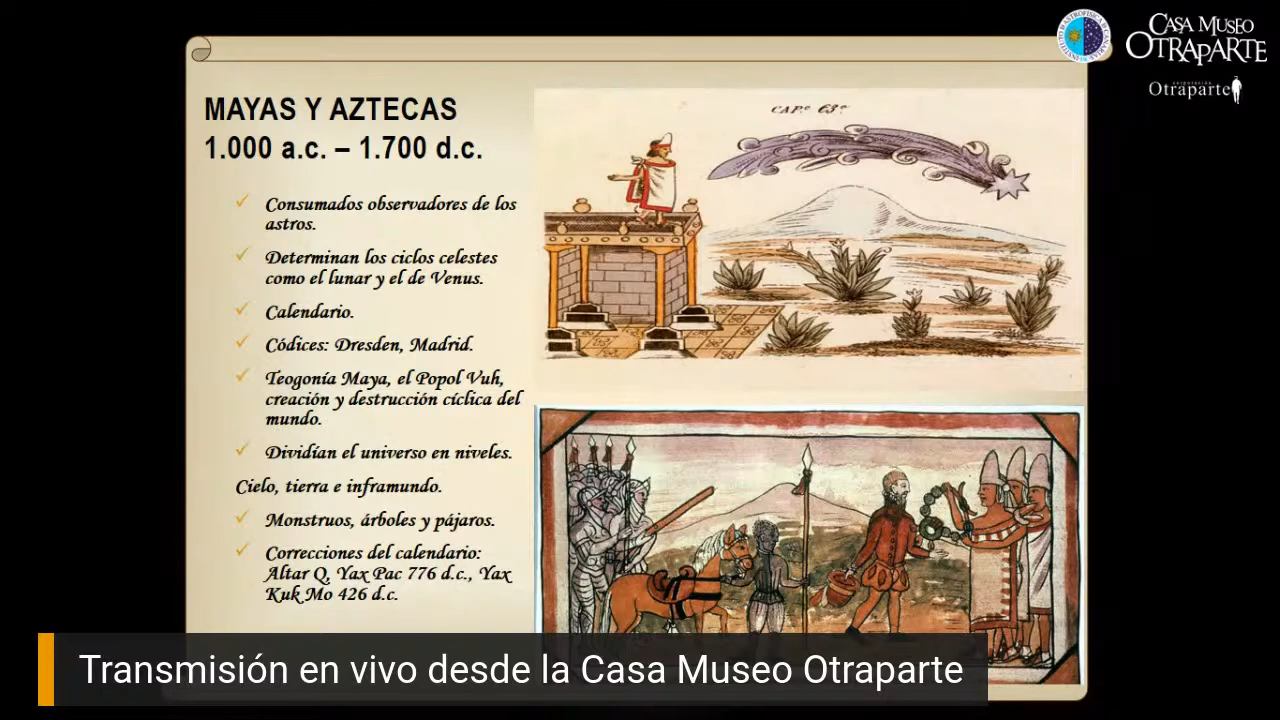 CASA MUSEO
OTRAPARTE
corporación
Otraparte
MAYAS Y AZTECAS
1.000 a.c. – 1.700 d.c.
CAP.º 63º
Consumados observadores de los
astros.
Determinan los ciclos celestes
como el lunar y el de Venus.
Calendario.
Códices: Dresden, Madrid.
Teogonía Maya, el Popol Vuh,
creación y destrucción cíclica del
mundo.
Dividían el universo en niveles.
Cielo, tierra e inframundo.
Monstruos, árboles y pájaros.
Correcciones del calendario:
Altar Q, Yax Pac 776 d.c., Yax
Kuk Mo 426 d.c.
Transmisión en vivo desde la Casa Museo Otraparte